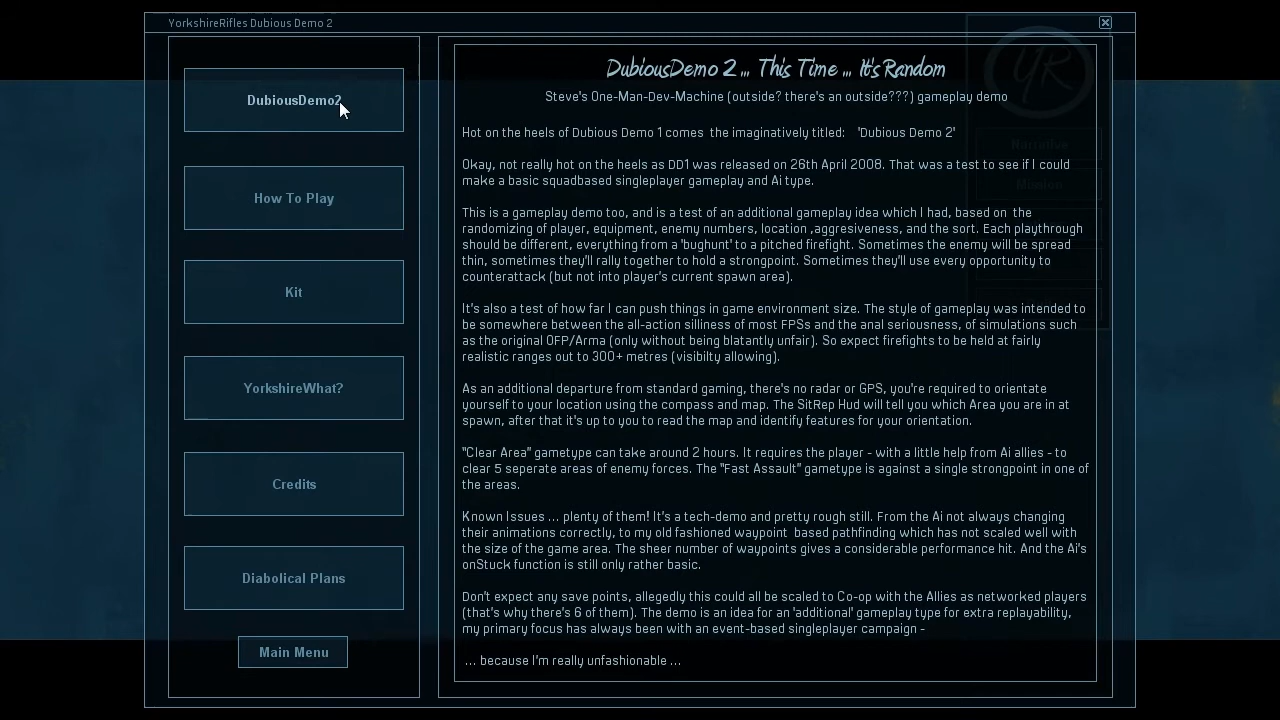 YorkshireRifles Dubious Demo 2
DubiousDemo2
How To Play
Kit
YorkshireWhat?
Credits
Diabolical Plans
Main Menu
DubiousDemo 2 ... This Time ... It's Random
Steve's One-Man-Dev-Machine (outside? there's an outside???) gameplay demo
Hot on the heels of Dubious Demo 1 comes the imaginatively titled: 'Dubious Demo 2'
Okay, not really hot on the heels as DD1 was released on 26th April 2008. That was a test to see if I could
make a basic squadbased singleplayer gameplay and Ai type.
This is a gameplay demo too, and is a test of an additional gameplay idea which I had, based on the
randomizing of player, equipment, enemy numbers, location ,aggresiveness, and the sort. Each playthrough
should be different, everything from a 'bughunt' to a pitched firefight. Sometimes the enemy will be spread
thin, sometimes they'll rally together to hold a strongpoint. Sometimes they'll use every opportunity to
counterattack (but not into player's current spawn area).
It's also a test of how far I can push things in game environment size. The style of gameplay was intended to
be somewhere between the all-action silliness of most FPSs and the anal seriousness, of simulations such
as the original OFP/Arma (only without being blatantly unfair). So expect firefights to be held at fairly
realistic ranges out to 300+ metres (visibilty allowing).
As an additional departure from standard gaming, there's no radar or GPS, you're required to orientate
yourself to your location using the compass and map. The SitRep Hud will tell you which Area you are in at
spawn, after that it's up to you to read the map and identify features for your orientation.
"Clear Area" gametype can take around 2 hours. It requires the player - with a little help from Ai allies - to
clear 5 seperate areas of enemy forces. The "Fast Assault" gametype is against a single strongpoint in one of
the areas.
Known Issues ... plenty of them! It's a tech-demo and pretty rough still. From the Ai not always changing
their animations correctly, to my old fashioned waypoint based pathfinding which has not scaled well with
the size of the game area. The sheer number of waypoints gives a considerable performance hit. And the Ai's
onStuck function is still only rather basic.
Don't expect any save points, allegedly this could all be scaled to Co-op with the Allies as networked players
(that's why there's 6 of them). The demo is an idea for an 'additional' gameplay type for extra replayability,
my primary focus has always been with an event-based singleplayer campaign -
... because I'm really unfashionable ...
YR
Narrative
Mission